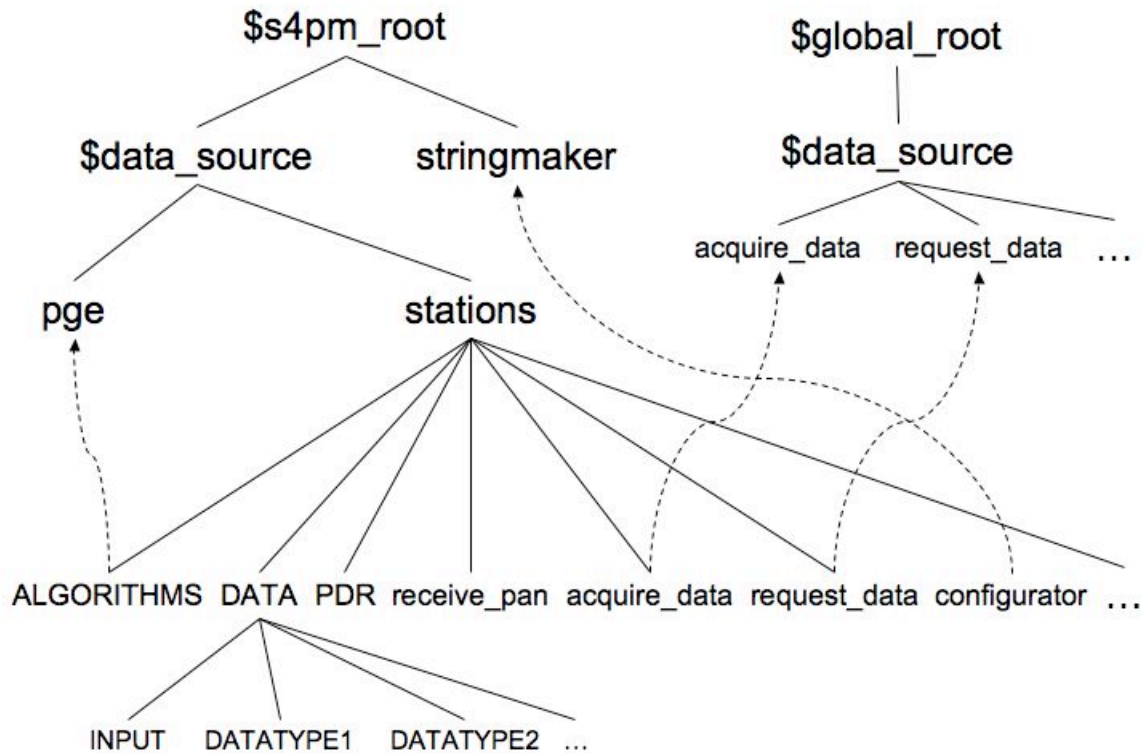 $s4pm_root
$global_root
$data_source
stringmaker
$data_source
acquire_data
request_data
...
pge
stations
ALGORITHMS
DATA
PDR
receive_pan
acquire_data
request_data
configurator
...
INPUT
DATATYPE1
DATATYPE2
...